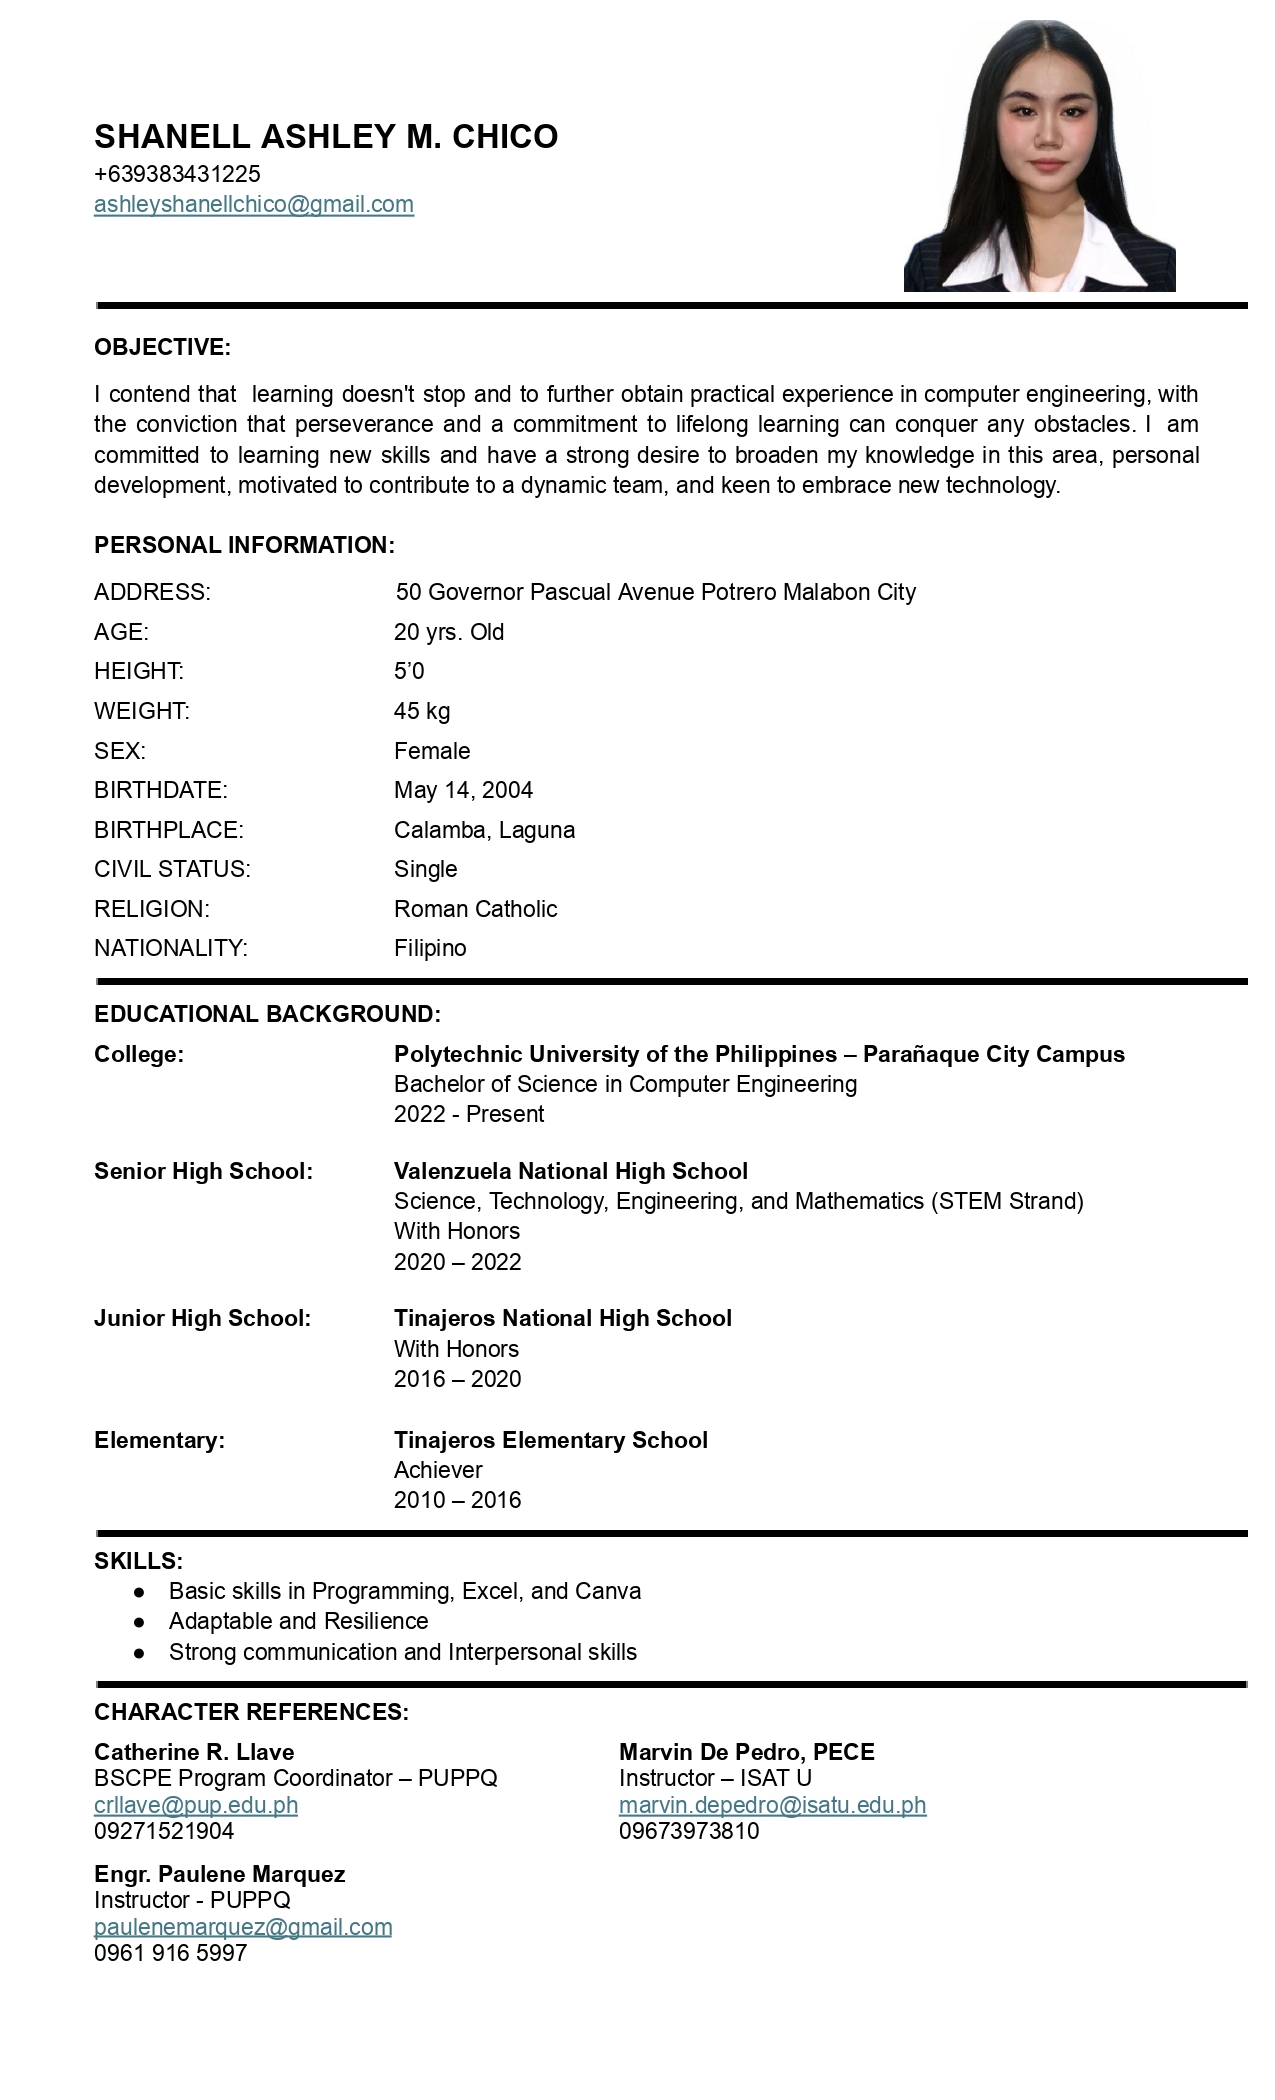 SHANELL ASHLEY M. CHICO
+639383431225
ashleyshanellchico@gmail.com
OBJECTIVE:
I contend that  learning doesn't stop and to further obtain practical experience in computer engineering, with
the conviction that perseverance and a commitment to lifelong learning can conquer any obstacles. I  am
committed to learning new skills and have a strong desire to broaden my knowledge in this area, personal
development, motivated to contribute to a dynamic team, and keen to embrace new technology.
PERSONAL INFORMATION:
ADDRESS: 50 Governor Pascual Avenue Potrero Malabon City
AGE: 20 yrs. Old
HEIGHT: 5’0
WEIGHT: 45 kg
SEX: Female
BIRTHDATE: May 14, 2004
BIRTHPLACE: Calamba, Laguna
CIVIL STATUS: Single
RELIGION: Roman Catholic
NATIONALITY: Filipino
EDUCATIONAL BACKGROUND:
College: Polytechnic University of the Philippines – Parañaque City Campus
Bachelor of Science in Computer Engineering
2022 - Present
Senior High School: Valenzuela National High School
Science, Technology, Engineering, and Mathematics (STEM Strand)
With Honors
2020 – 2022
Junior High School: Tinajeros National High School
With Honors
2016 – 2020
Elementary: Tinajeros Elementary School
Achiever
2010 – 2016
SKILLS:
● Basic skills in Programming, Excel, and Canva
● Adaptable and Resilience
● Strong communication and Interpersonal skills
CHARACTER REFERENCES:
Catherine R. Llave
BSCPE Program Coordinator – PUPPQ
crllave@pup.edu.ph
09271521904
Marvin De Pedro, PECE
Instructor – ISAT U
marvin.depedro@isatu.edu.ph
09673973810
Engr. Paulene Marquez
Instructor - PUPPQ
paulenemarquez@gmail.com
0961 916 5997